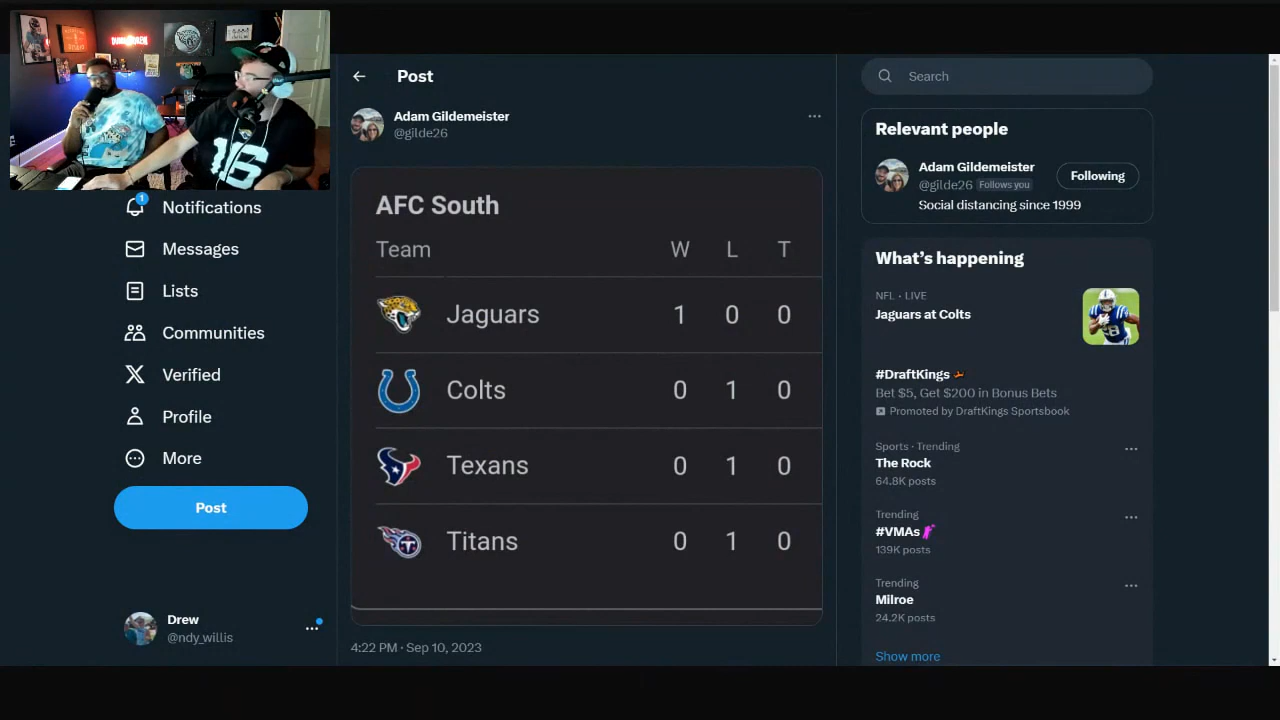 16
Notifications
1
Messages
Lists
Communities
Verified
Profile
More
Post
Drew
@ndy_willis
Post
Adam Gildemeister
@gilde26
AFC South
Team W L T
Jaguars 1 0 0
Colts 0 1 0
Texans 0 1 0
Titans 0 1 0
4:22 PM · Sep 10, 2023
Search
Relevant people
Adam Gildemeister
@gilde26 Follows you
Following
Social distancing since 1999
What’s happening
NFL · LIVE
Jaguars at Colts
#DraftKings
Bet $5, Get $200 in Bonus Bets
Promoted by DraftKings Sportsbook
Sports · Trending
The Rock
64.8K posts
Trending
#VMAs
139K posts
Trending
Milroe
24.2K posts
Show more